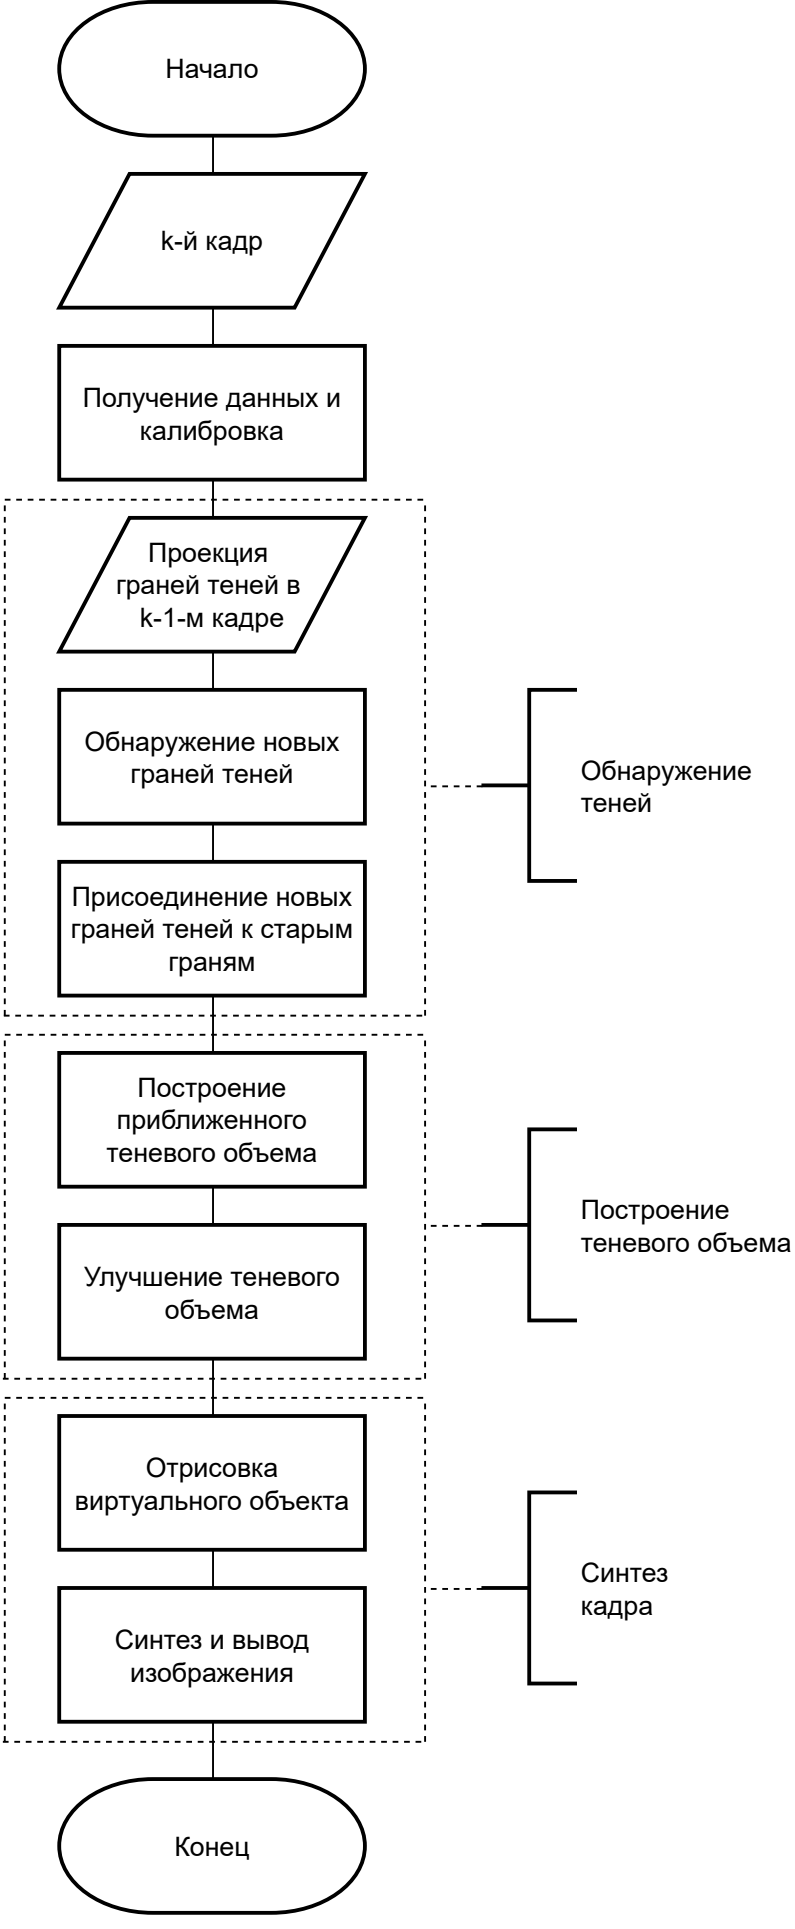 Начало
k-й кадр
Получение данных и
калибровка
Проекция
граней теней в
k-1-м кадре
Обнаружение новых
граней теней
Обнаружение
теней
Присоединение новых
граней теней к старым
граням
Построение
приближенного
теневого объема
Построение
теневого объема
Улучшение теневого
объема
Отрисовка
виртуального объекта
Синтез
кадра
Синтез и вывод
изображения
Конец